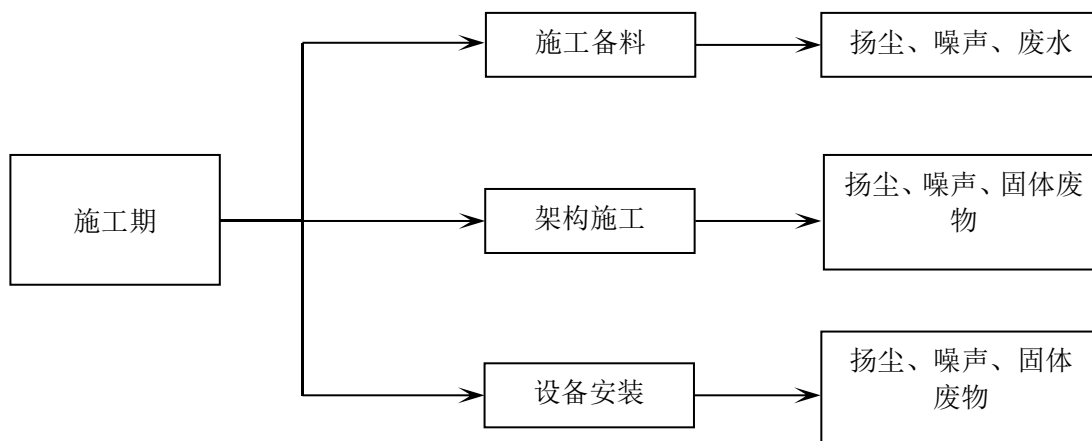 施工备料
扬尘、噪声、废水
施工期
架构施工
扬尘、噪声、固体废
物
设备安装
扬尘、噪声、固体
废物